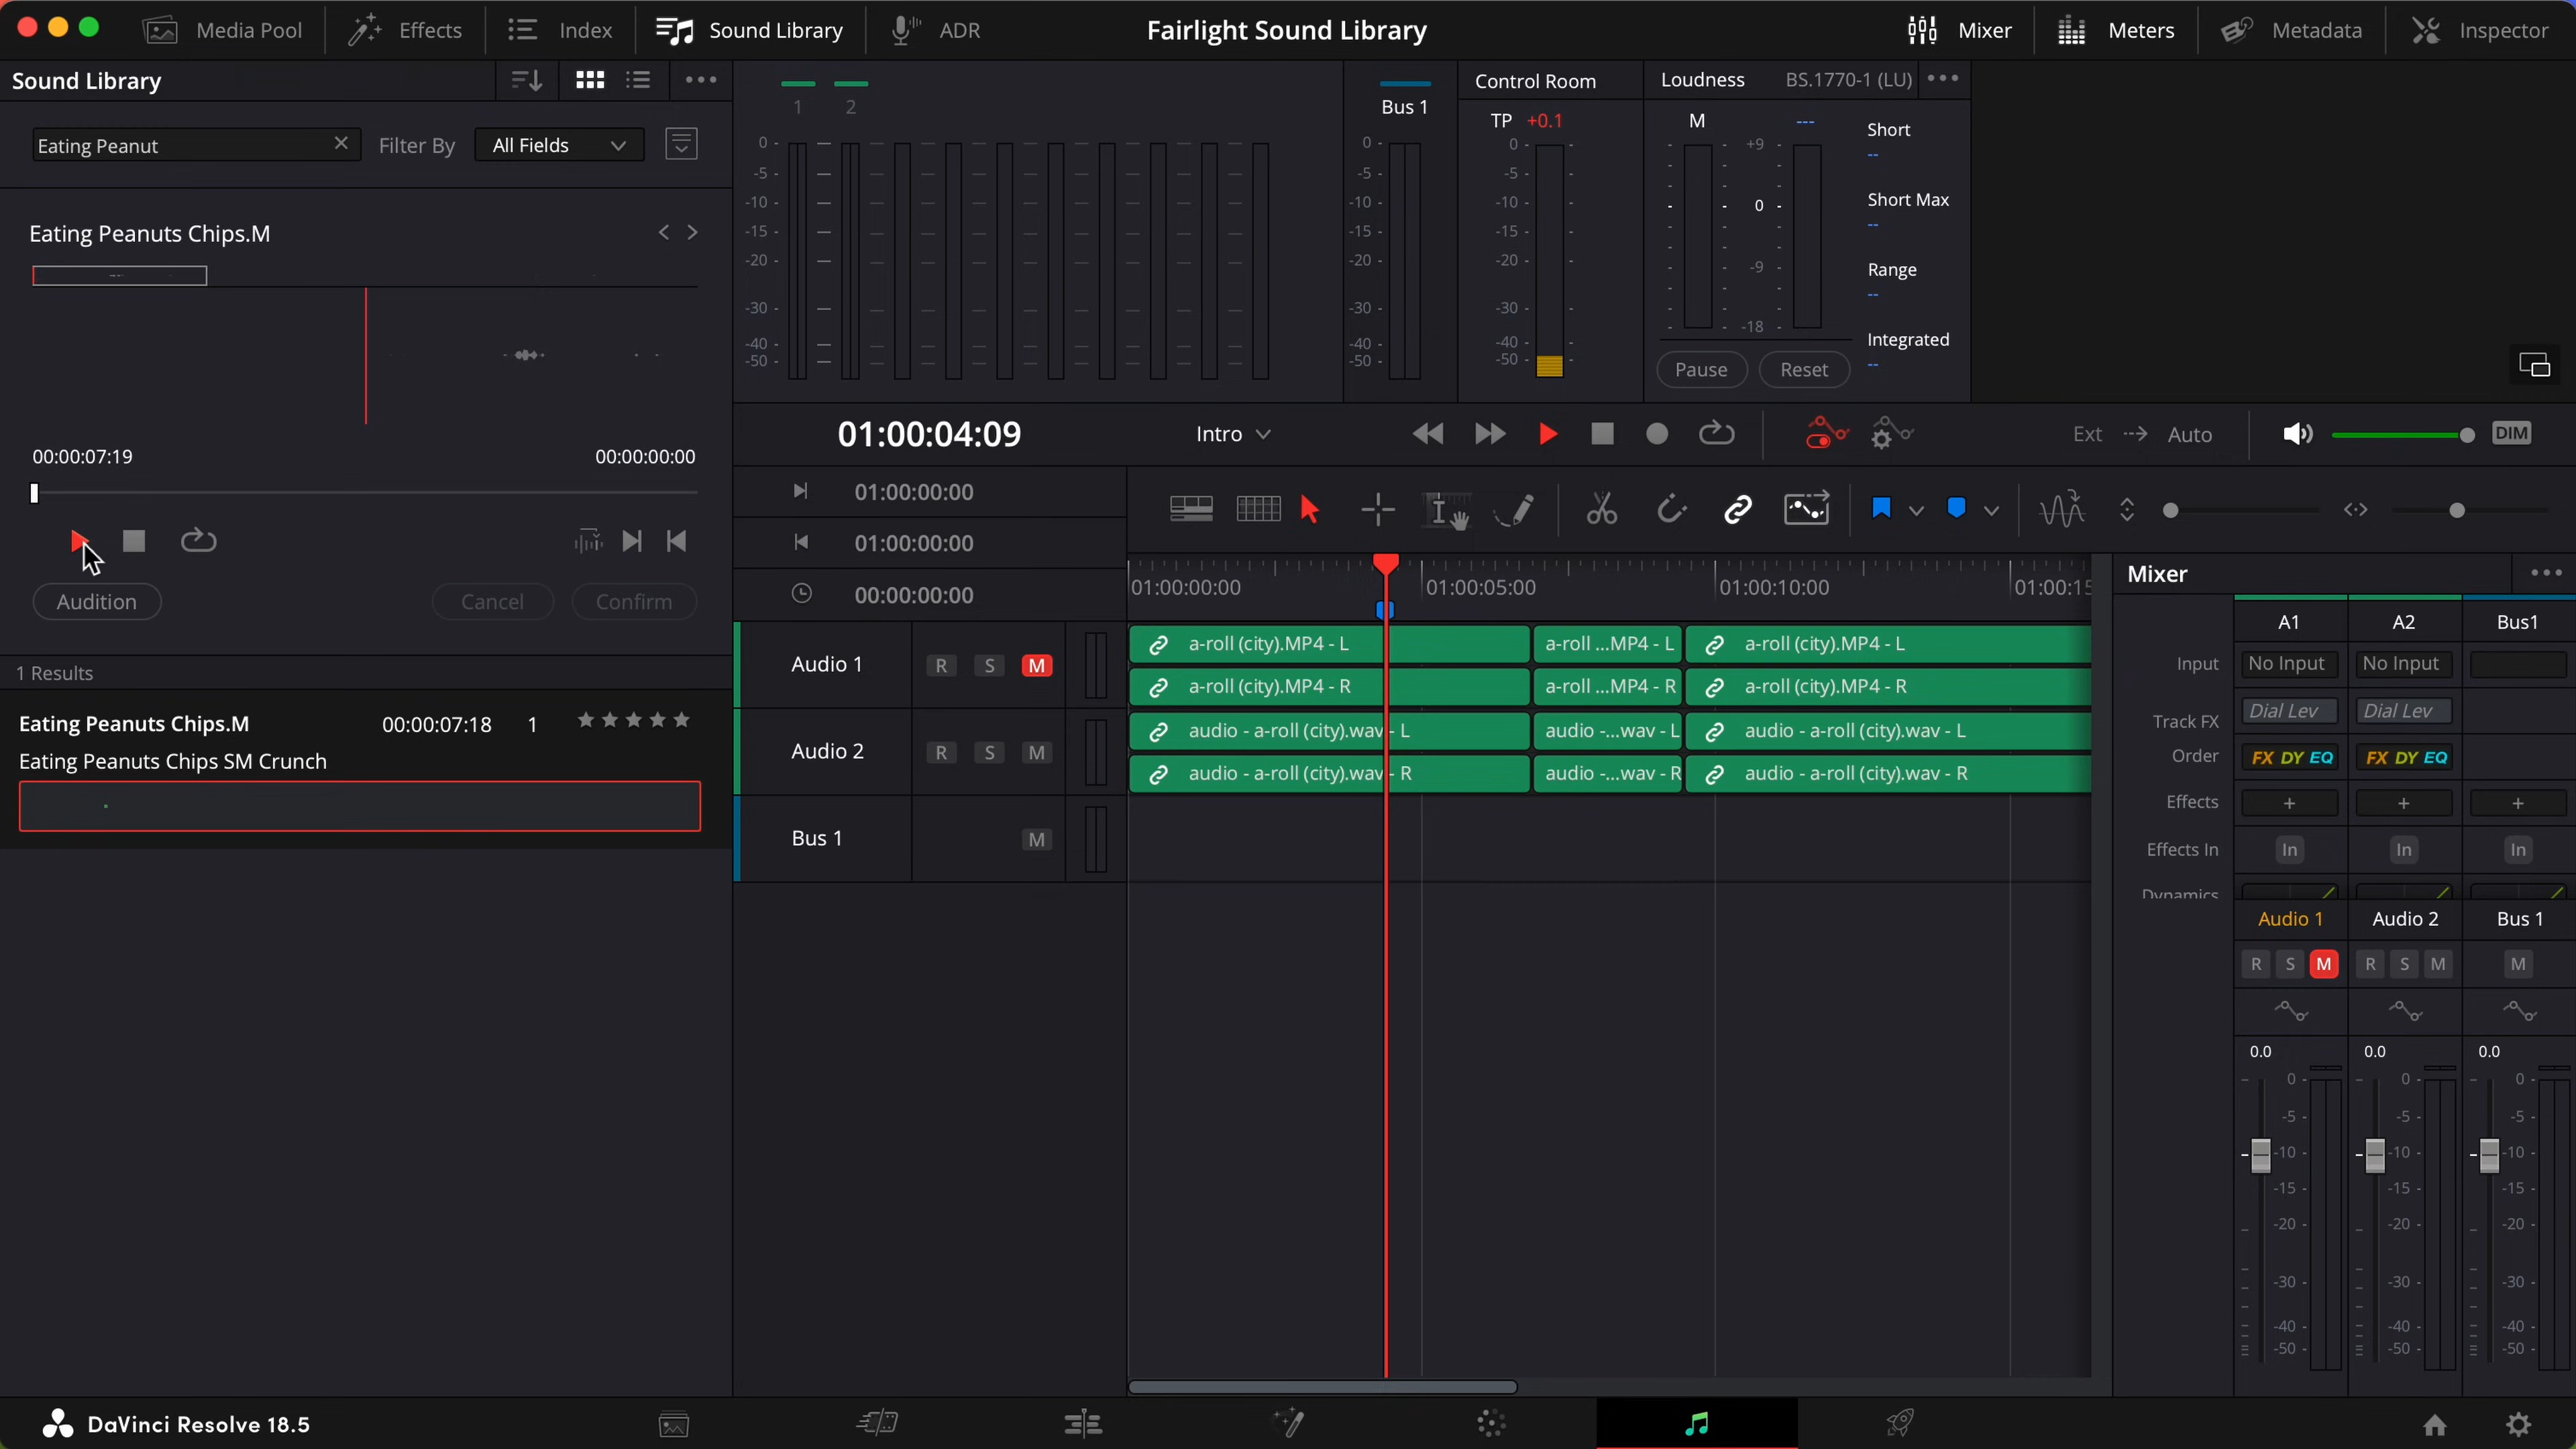 Media Pool
Effects
Index
Sound Library
ADR
Fairlight Sound Library
Mixer
Meters
Metadata
Inspector
Sound Library
Eating Peanut
Filter By
All Fields
Eating Peanuts Chips.M
00:00:07:19
00:00:00:00
Audition
Cancel
Confirm
1 Results
Eating Peanuts Chips.M 00:00:07:18 1
Eating Peanuts Chips SM Crunch
1 2
0 -5 -10 -15 -20 -30 -40 -50
Bus 1
0 -5 -10 -15 -20 -30 -40 -50
Control Room
TP +0.1
0 -5 -10 -15 -20 -30 -40 -50
Loudness BS.1770-1 (LU)
M ---
+9 0 -9 -18
Short
--
Short Max
--
Range
--
Integrated
--
Pause
Reset
01:00:04:09
Intro
Ext
Auto
DIM
01:00:00:00
01:00:00:00
00:00:00:00
01:00:00:00 01:00:05:00 01:00:10:00 01:00:15
Audio 1 R S M
a-roll (city).MP4 - L a-roll ...MP4 - L a-roll (city).MP4 - L
a-roll (city).MP4 - R a-roll ...MP4 - R a-roll (city).MP4 - R
Audio 2 R S M
audio - a-roll (city).wav - L audio -...wav - L audio - a-roll (city).wav - L
audio - a-roll (city).wav - R audio -...wav - R audio - a-roll (city).wav - R
Bus 1 M
Mixer
A1 A2 Bus1
Input No Input No Input
Track FX Dial Lev Dial Lev
Order FX DY EQ FX DY EQ
Effects + + +
Effects In In In In
Dynamics
Audio 1 Audio 2 Bus 1
R S M R S M M
0.0 0.0 0.0
0 0 0
-5 -5 -5
-10 -10 -10
-15 -15 -15
-20 -20 -20
-30 -30 -30
-40 -40 -40
-50 -50 -50
DaVinci Resolve 18.5